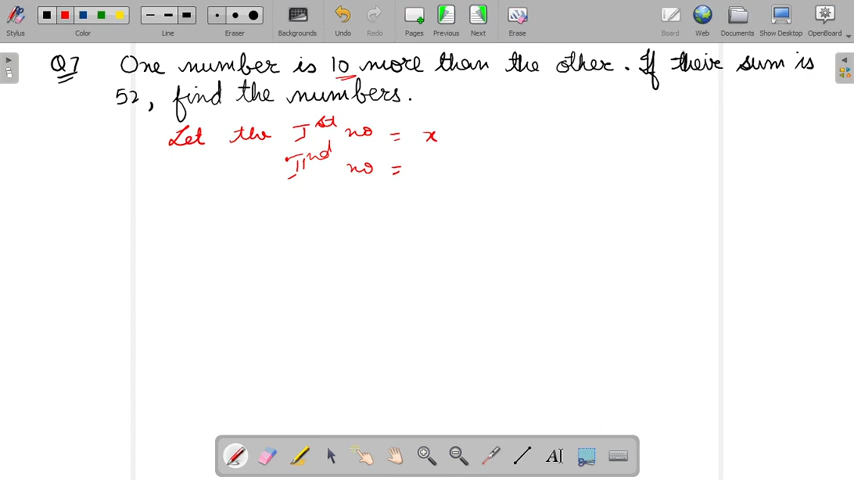 Stylus Color Line Eraser Backgrounds Undo Redo Pages Previous Next Erase Board Web Documents Show Desktop OpenBoard
Q7 One number is 10 more than the other. If their sum is
52, find the numbers.
Let the Ist no = x
IInd no =